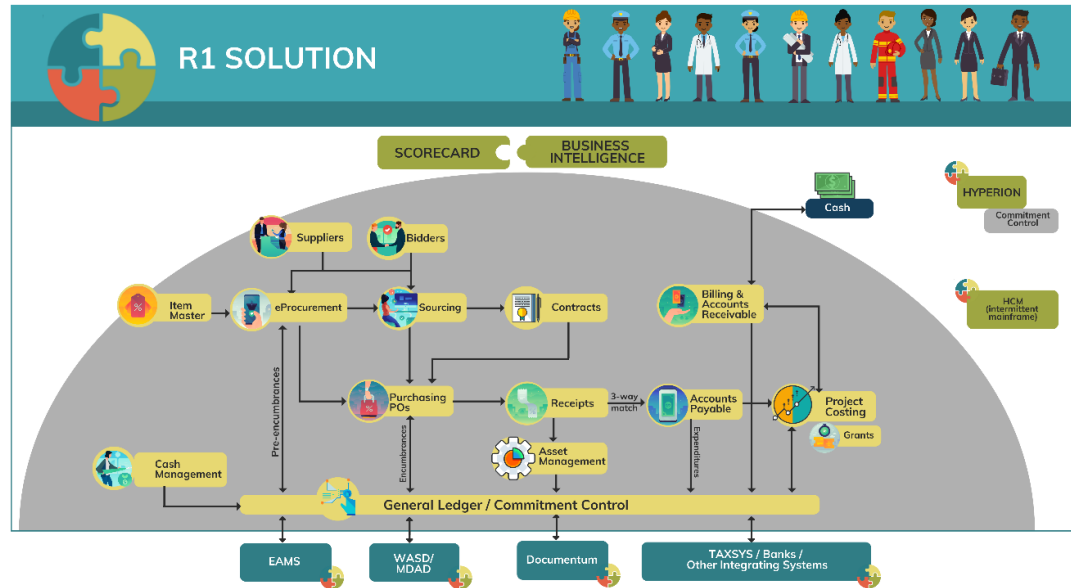 R1 SOLUTION
SCORECARD
BUSINESS
INTELLIGENCE
Cash
HYPERION
Commitment
Control
Suppliers
Bidders
Item
Master
eProcurement
Sourcing
Contracts
Billing &
Accounts
Receivable
HCM
(intermittent
mainframe)
Pre-encumbrances
Purchasing
POs
Receipts
3-way
match
Accounts
Payable
Project
Costing
Grants
Cash
Management
Encumbrances
Asset
Management
Expenditures
General Ledger / Commitment Control
EAMS
WASD/
MDAD
Documentum
TAXSYS / Banks /
Other Integrating Systems